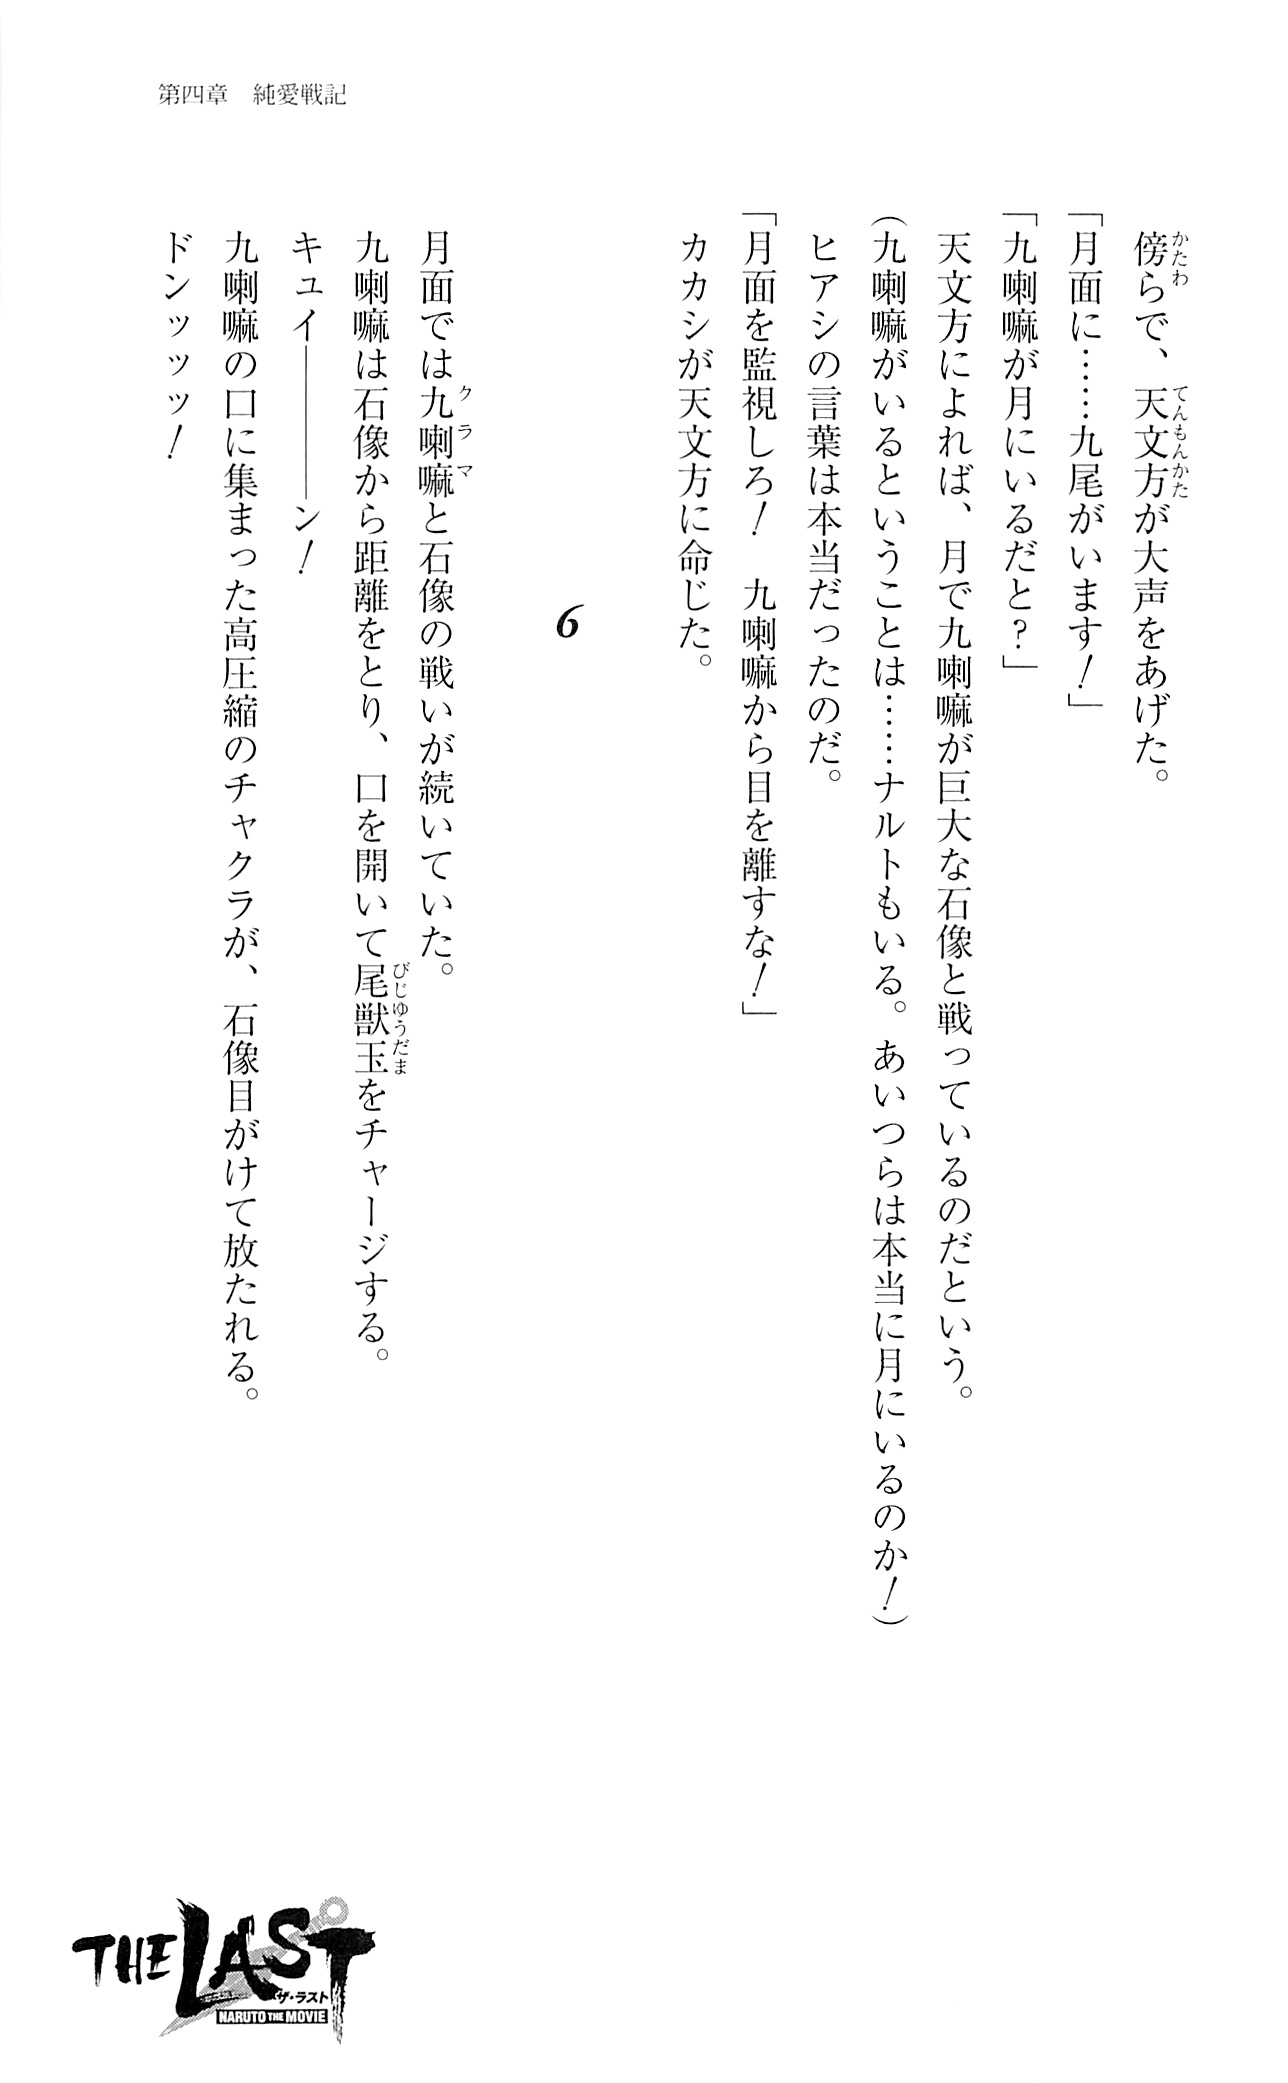 第四章　純愛戦記
傍らで、天文方が大声をあげた。
「月面に……九尾がいます！」
「九喇嘛が月にいるだと？」
天文方によれば、月で九喇嘛が巨大な石像と戦っているのだという。
（九喇嘛がいるということは……ナルトもいる。あいつらは本当に月にいるのか！）
ヒアシの言葉は本当だったのだ。
「月面を監視しろ！　九喇嘛から目を離すな！」
カカシが天文方に命じた。
6
月面では九喇嘛と石像の戦いが続いていた。
九喇嘛は石像から距離をとり、口を開いて尾獣玉をチャージする。
キュイ――――ン！
九喇嘛の口に集まった高圧縮のチャクラが、石像目がけて放たれる。
ドンッッッ！
THE LAST
ザ・ラスト
NARUTO THE MOVIE